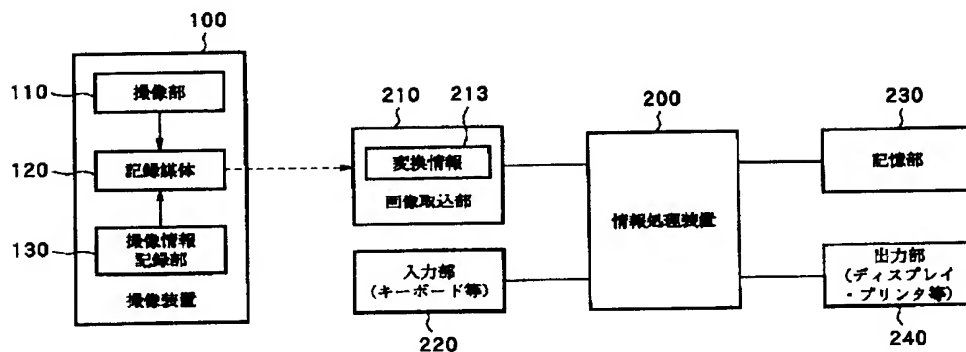 100
110
撮像部
120
記録媒体
130
撮像情報
記録部
撮像装置
210
213
変換情報
画像取込部
入力部
(キーボード等)
220
200
情報処理装置
230
記憶部
出力部
(ディスプレイ
・プリンタ等)
240